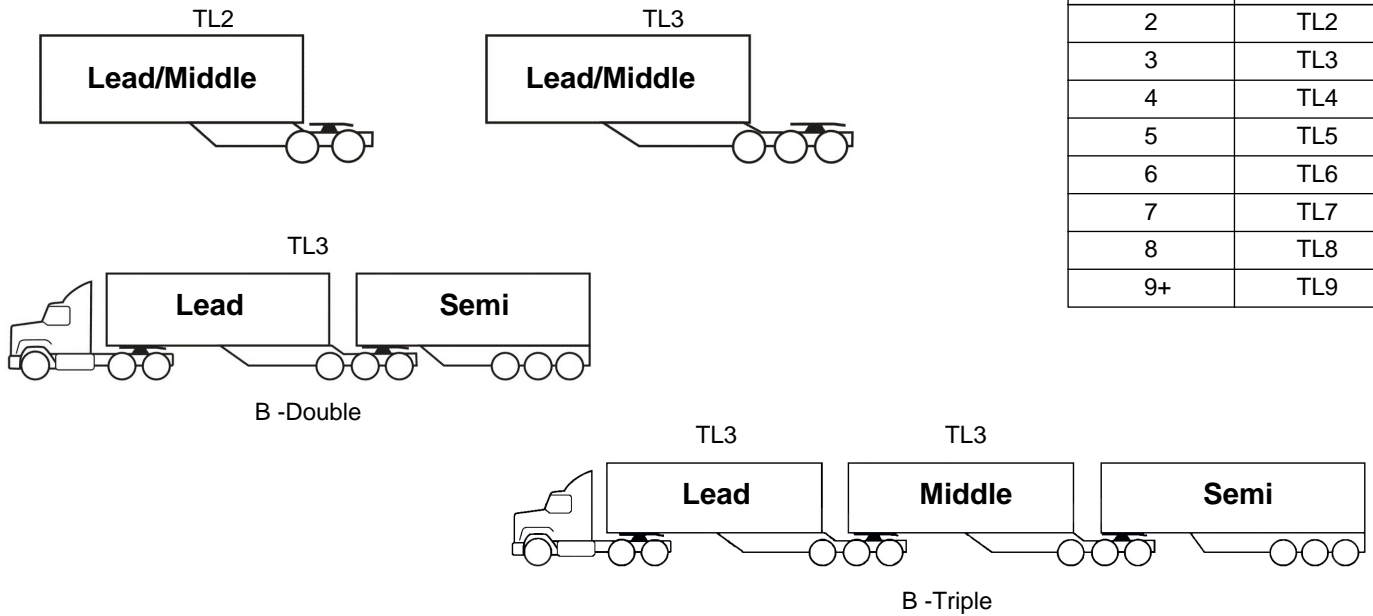 TL2 TL3
Lead/Middle Lead/Middle
TL3
Lead Semi
B -Double
TL3 TL3
Lead Middle Semi
B -Triple
2 TL2
3 TL3
4 TL4
5 TL5
6 TL6
7 TL7
8 TL8
9+ TL9